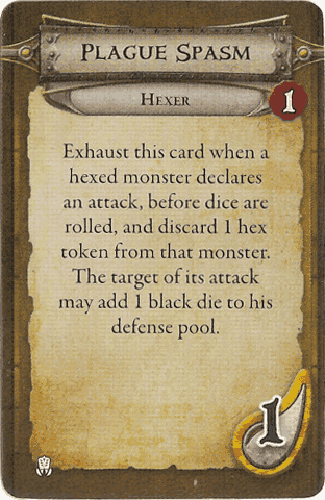 Plague Spasm
Hexer
1
Exhaust this card when a
hexed monster declares
an attack, before dice are
rolled, and discard 1 hex
token from that monster.
The target of its attack
may add 1 black die to his
defense pool.
1